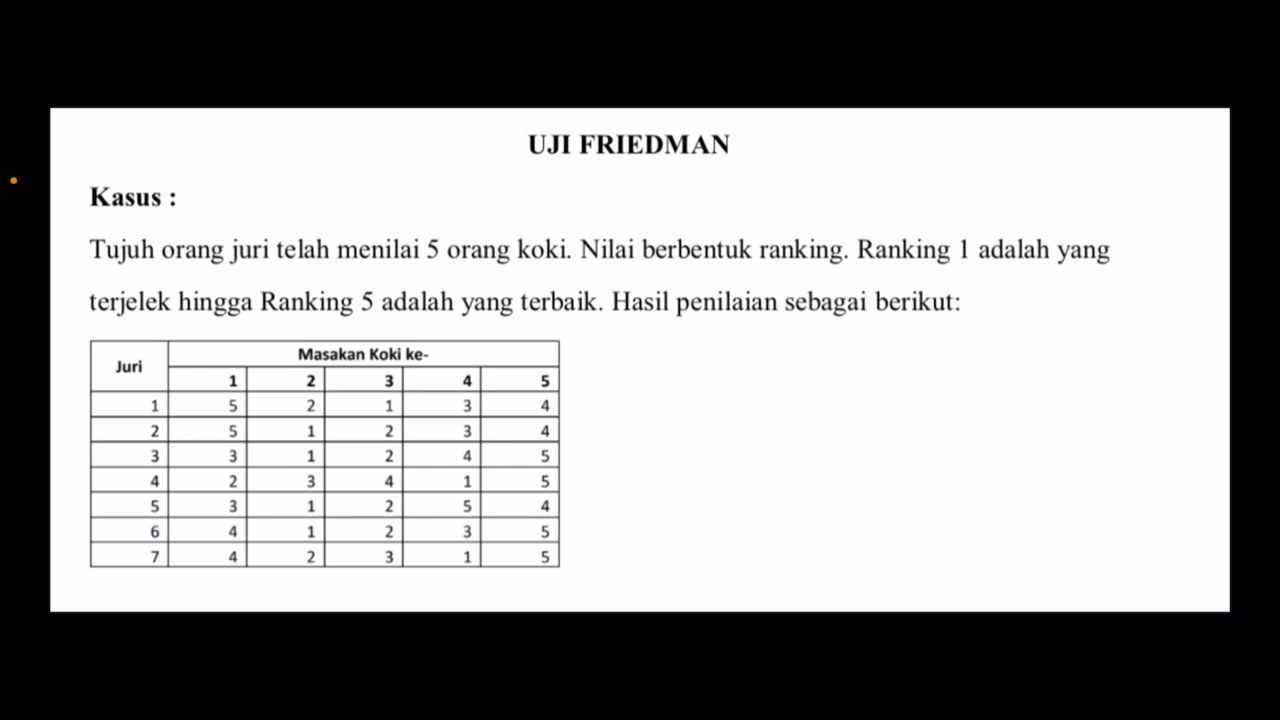 UJI FRIEDMAN
Kasus :
Tujuh orang juri telah menilai 5 orang koki. Nilai berbentuk ranking. Ranking 1 adalah yang
terjelek hingga Ranking 5 adalah yang terbaik. Hasil penilaian sebagai berikut:
Juri Masakan Koki ke-
1 2 3 4 5
1 5 2 1 3 4
2 5 1 2 3 4
3 3 1 2 4 5
4 2 3 4 1 5
5 3 1 2 5 4
6 4 1 2 3 5
7 4 2 3 1 5